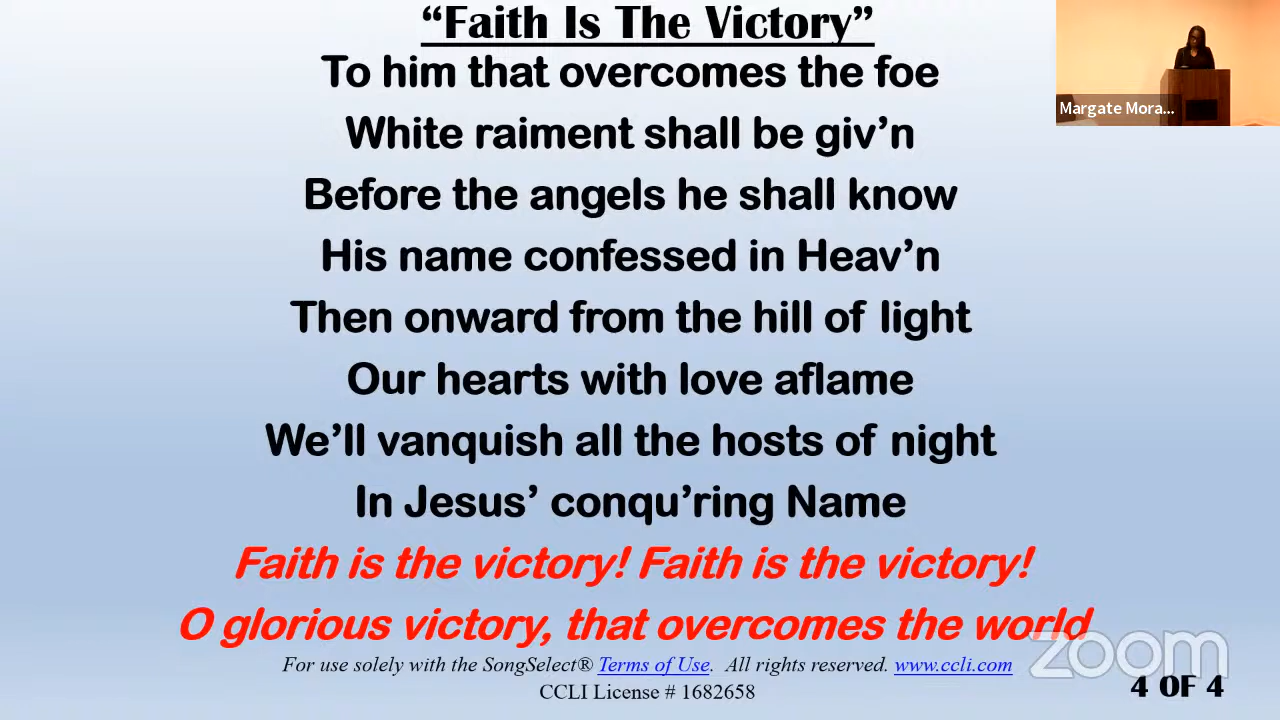 “Faith Is The Victory”
To him that overcomes the foe
White raiment shall be giv’n
Before the angels he shall know
His name confessed in Heav’n
Then onward from the hill of light
Our hearts with love aflame
We’ll vanquish all the hosts of night
In Jesus’ conqu’ring Name
Faith is the victory! Faith is the victory!
O glorious victory, that overcomes the world
For use solely with the SongSelect® Terms of Use. All rights reserved. www.ccli.com
CCLI License # 1682658
4 OF 4
zoom
Margate Mora...